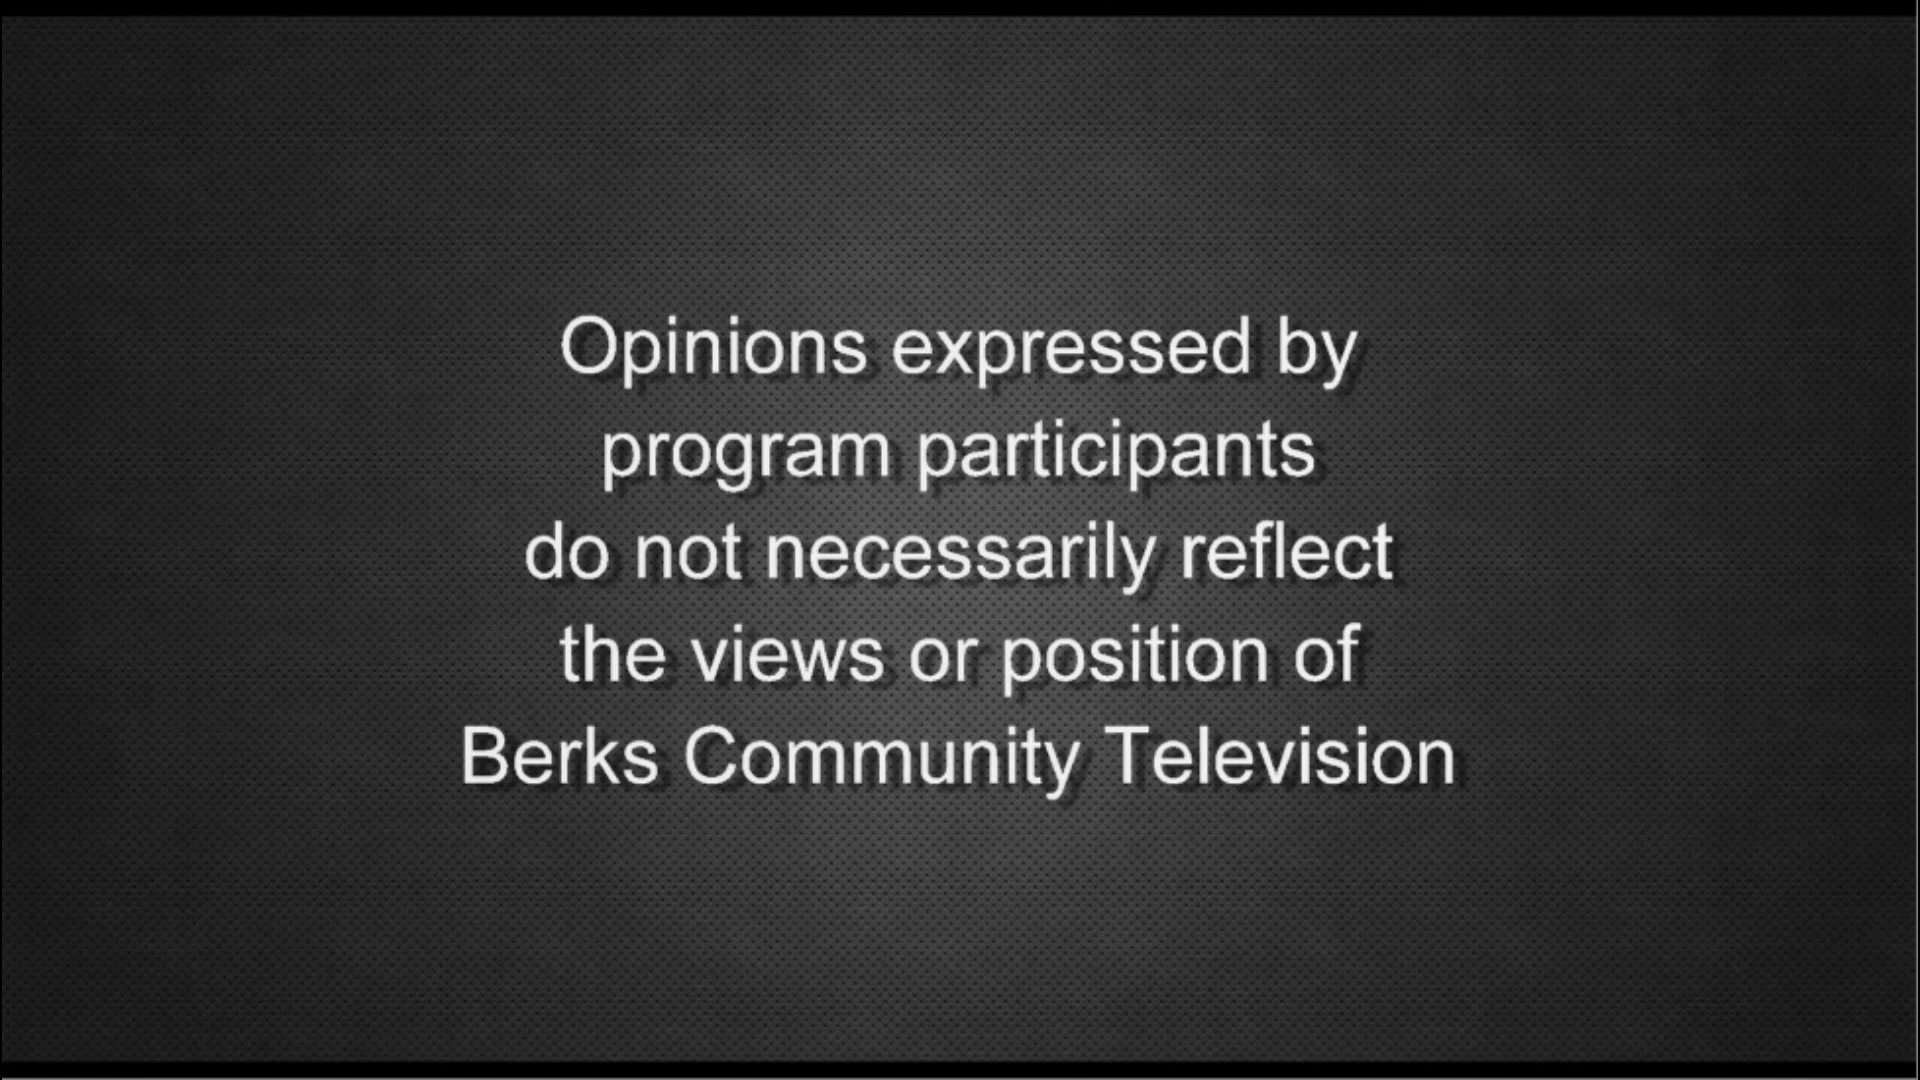 Opinions expressed by
program participants
do not necessarily reflect
the views or position of
Berks Community Television